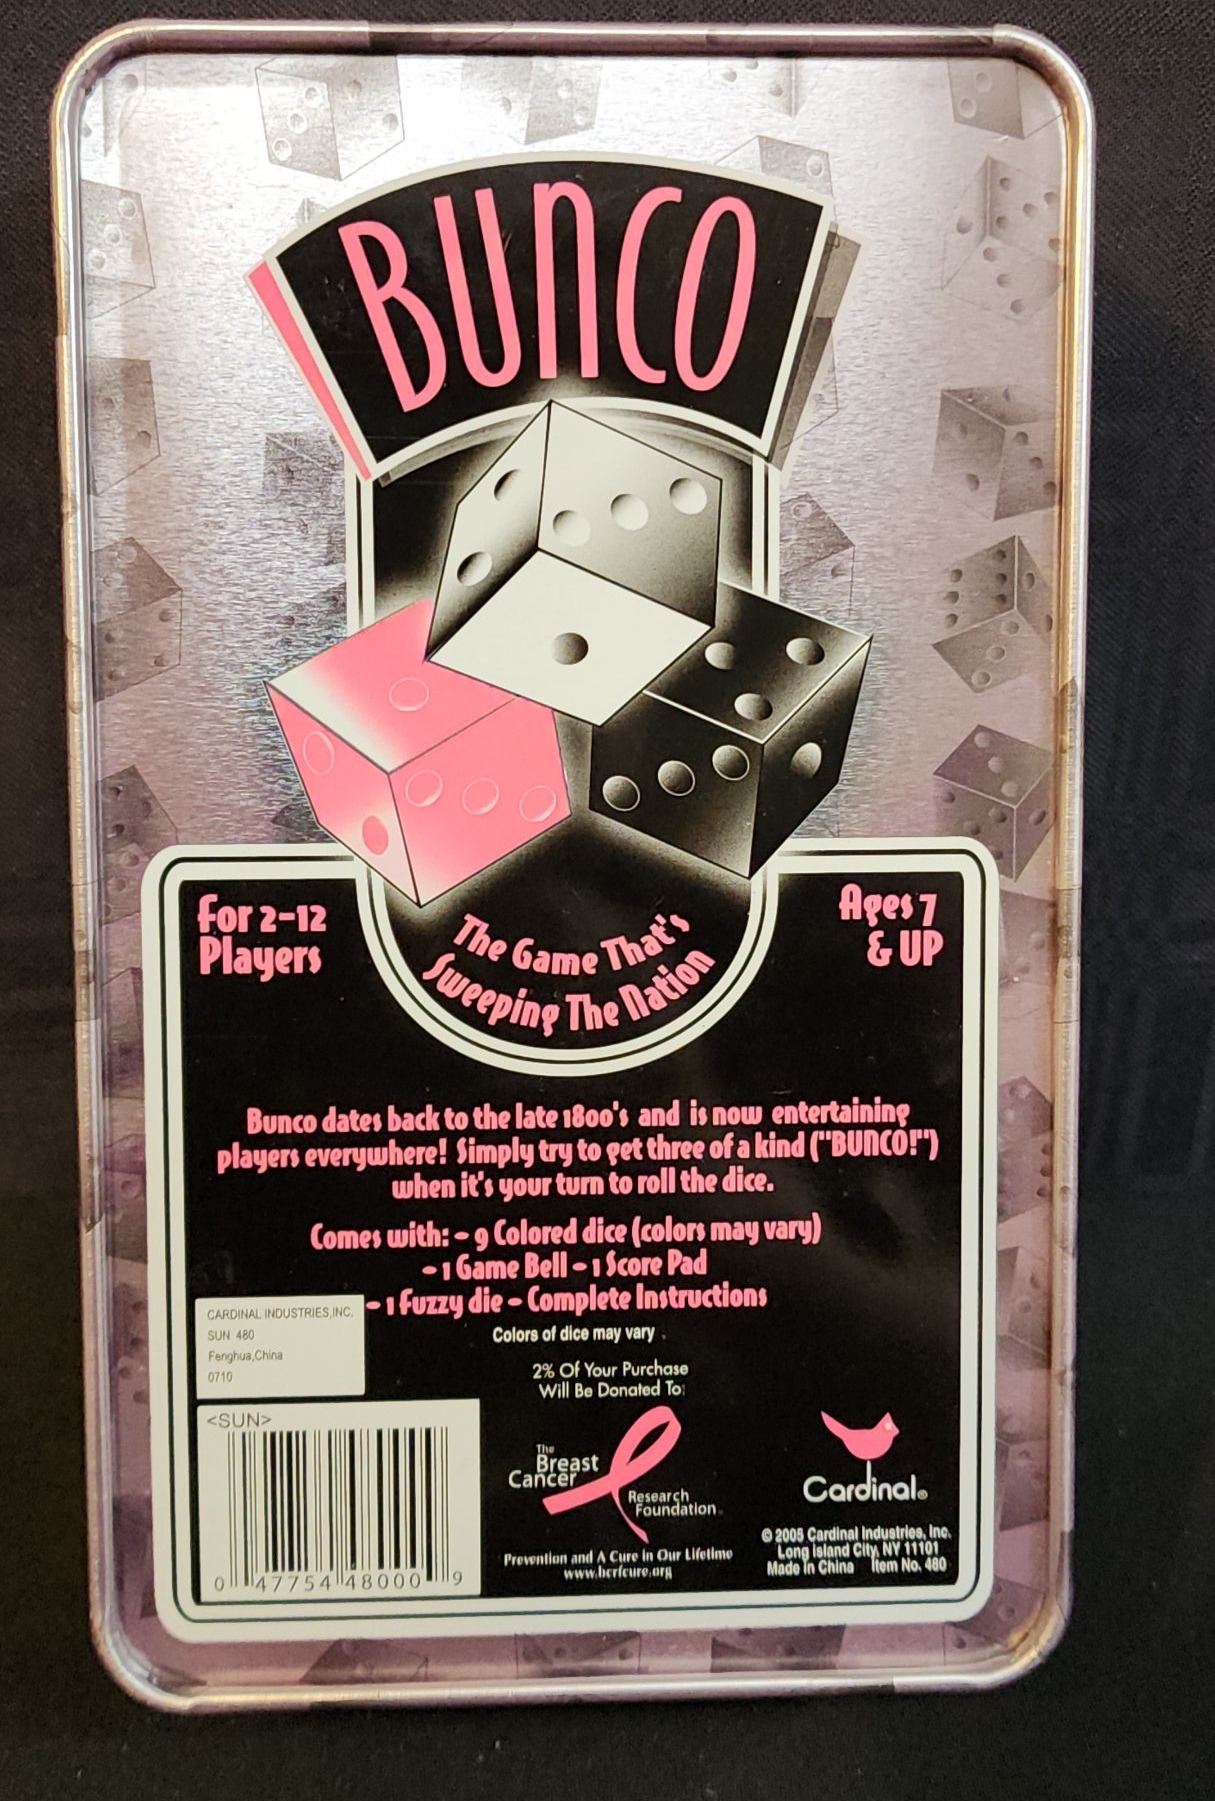 BUNCO
For 2-12
Players
Ages 7
& UP
The Game That's
Sweeping The Nation
Bunco dates back to the late 1800's and is now entertaining
players everywhere! Simply try to get three of a kind ("BUNCO!")
when it's your turn to roll the dice.
Comes with: - 9 Colored dice (colors may vary)
- 1 Game Bell - 1 Score Pad
- 1 Fuzzy die - Complete Instructions
Colors of dice may vary .
CARDINAL INDUSTRIES,INC.
SUN 480
Fenghua,China
0710
2% Of Your Purchase
Will Be Donated To:
<SUN>
0 47754 48000 9
The
Breast
Cancer
Research
Foundation
Prevention and A Cure in Our Lifetime
www.bcrfcure.org
Cardinal®
© 2005 Cardinal Industries, Inc.
Long Island City, NY 11101
Made in China Item No. 480